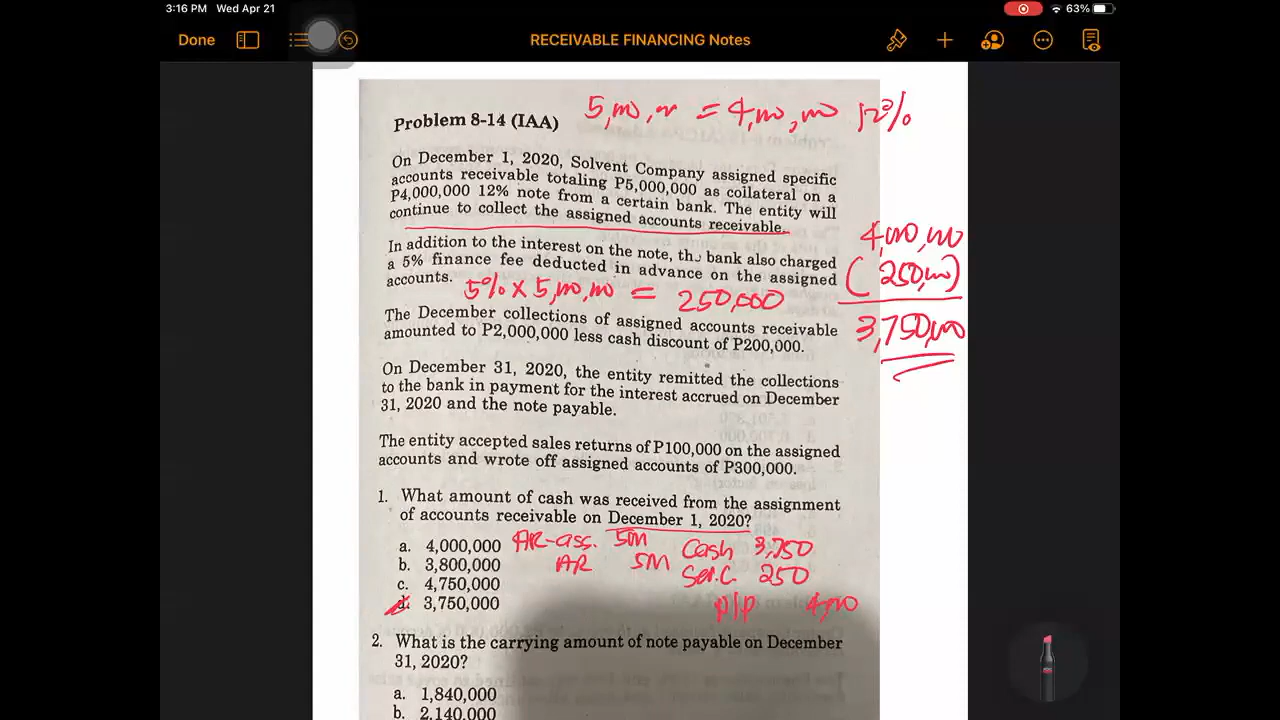 3:16 PM Wed Apr 21
63%
Done
RECEIVABLE FINANCING Notes
Problem 8-14 (IAA)
5,000,000 = 4,000,000 12%
On December 1, 2020, Solvent Company assigned specific
accounts receivable totaling P5,000,000 as collateral on a
P4,000,000 12% note from a certain bank. The entity will
continue to collect the assigned accounts receivable.
4,000,000
(250,000)
3,750,000
In addition to the interest on the note, the bank also charged
a 5% finance fee deducted in advance on the assigned
accounts.
5% x 5,000,000 = 250,000
The December collections of assigned accounts receivable
amounted to P2,000,000 less cash discount of P200,000.
On December 31, 2020, the entity remitted the collections
to the bank in payment for the interest accrued on December
31, 2020 and the note payable.
The entity accepted sales returns of P100,000 on the assigned
accounts and wrote off assigned accounts of P300,000.
1. What amount of cash was received from the assignment
of accounts receivable on December 1, 2020?
a. 4,000,000
b. 3,800,000
c. 4,750,000
d. 3,750,000
AR-ass. 5M
AR 5M
Cash 3,750
Ser.C. 250
N/P 4,000
2. What is the carrying amount of note payable on December
31, 2020?
a. 1,840,000
b. 2,140,000